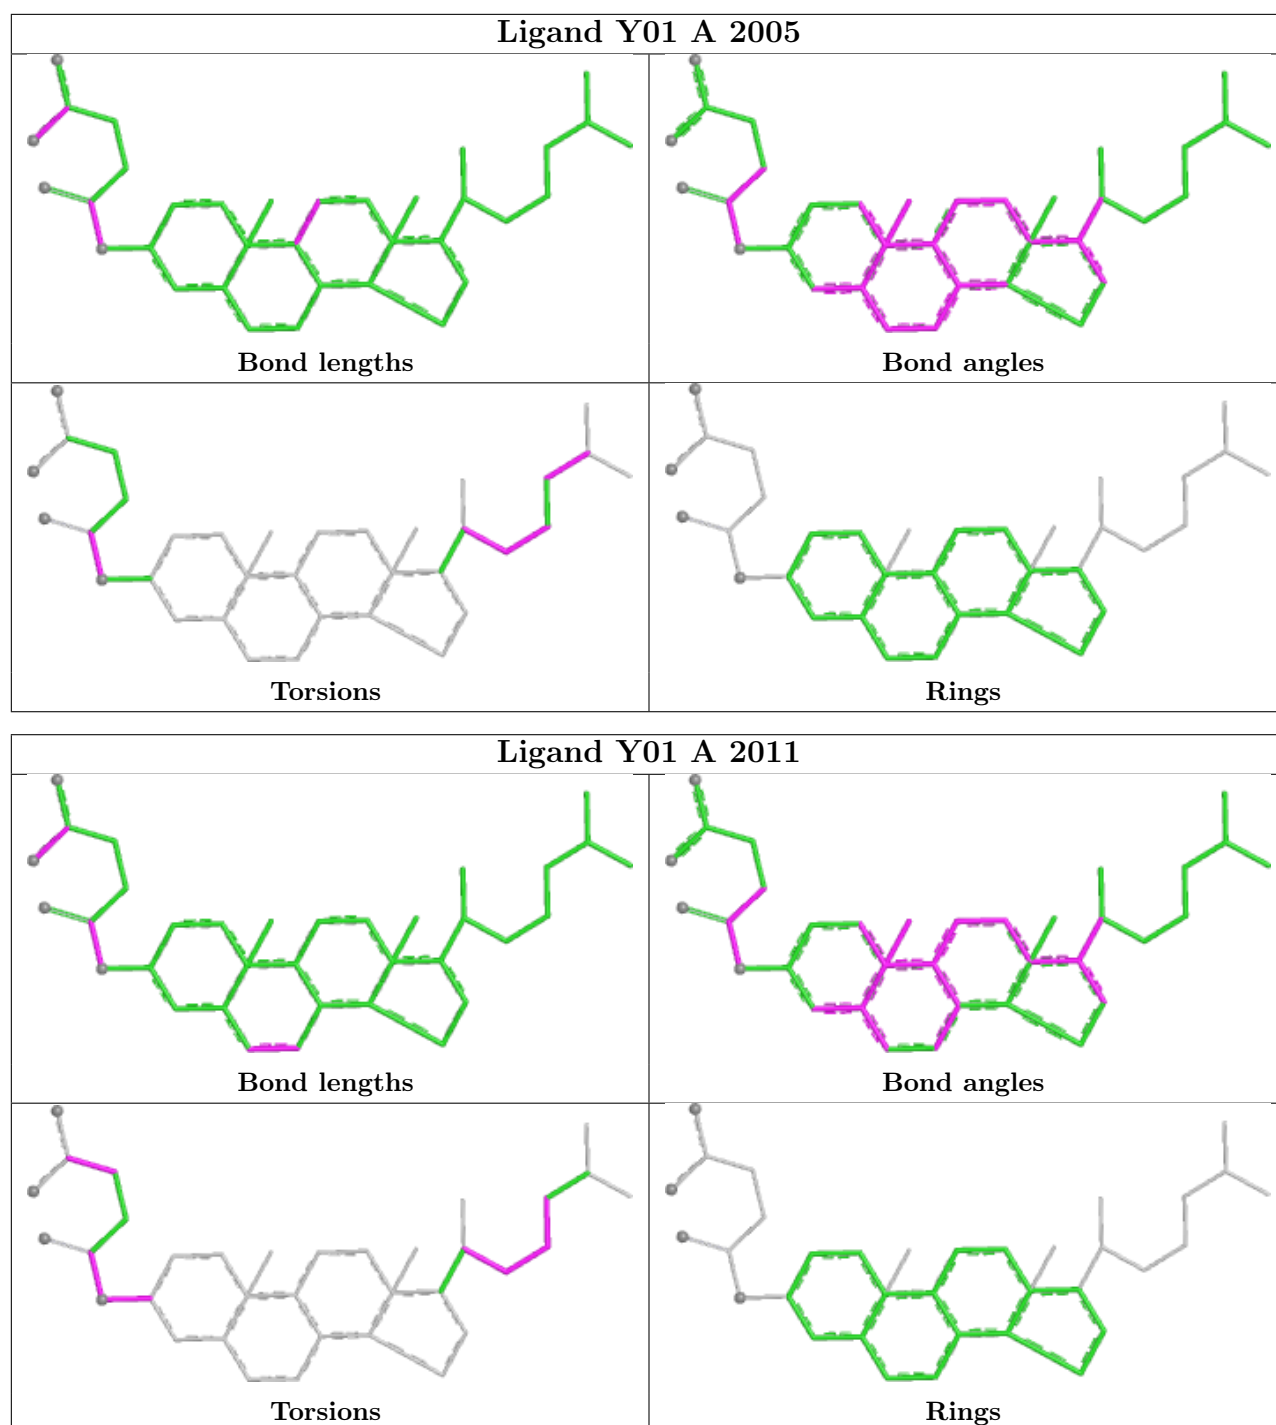 Ligand Y01 A 2005
Bond lengths
Bond angles
Torsions
Rings
Ligand Y01 A 2011
Bond lengths
Bond angles
Torsions
Rings